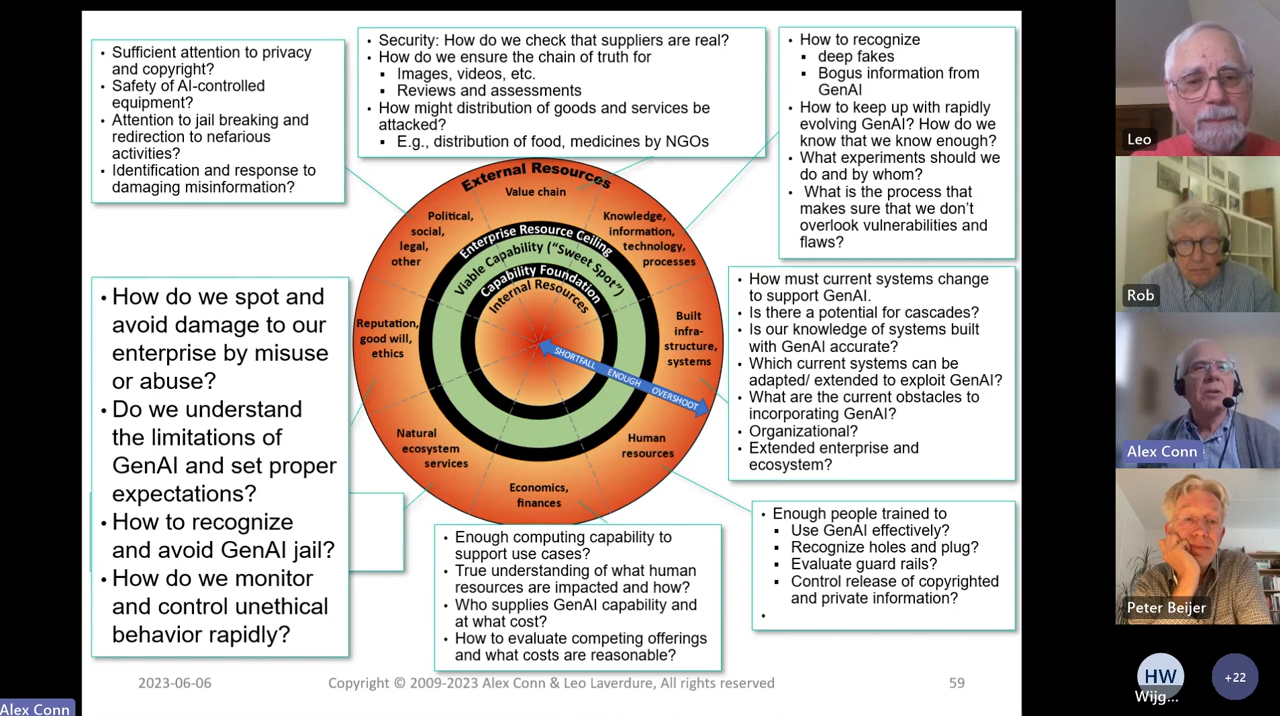 • Sufficient attention to privacy
and copyright?
• Safety of AI-controlled
equipment?
• Attention to jail breaking and
redirection to nefarious
activities?
• Identification and response to
damaging misinformation?
• Security: How do we check that suppliers are real?
• How do we ensure the chain of truth for
▪ Images, videos, etc.
▪ Reviews and assessments
• How might distribution of goods and services be
attacked?
▪ E.g., distribution of food, medicines by NGOs
• How to recognize
▪ deep fakes
▪ Bogus information from
GenAI
• How to keep up with rapidly
evolving GenAI? How do we
know that we know enough?
• What experiments should we
do and by whom?
• What is the process that
makes sure that we don't
overlook vulnerabilities and
flaws?
External Resources
Value chain
Political,
social,
legal,
other
Knowledge,
information,
technology,
processes
Enterprise Resource Ceiling
Viable Capability ("Sweet Spot")
Capability Foundation
Internal Resources
Reputation,
good will,
ethics
Built
infra-
structure,
systems
SHORTFALL ENOUGH OVERSHOOT
Natural
ecosystem
services
Human
resources
Economics,
finances
• How do we spot and
avoid damage to our
enterprise by misuse
or abuse?
• Do we understand
the limitations of
GenAI and set proper
expectations?
• How to recognize
and avoid GenAI jail?
• How do we monitor
and control unethical
behavior rapidly?
• How must current systems change
to support GenAI.
• Is there a potential for cascades?
• Is our knowledge of systems built
with GenAI accurate?
• Which current systems can be
adapted/ extended to exploit GenAI?
• What are the current obstacles to
incorporating GenAI?
• Organizational?
• Extended enterprise and
ecosystem?
• Enough computing capability to
support use cases?
• True understanding of what human
resources are impacted and how?
• Who supplies GenAI capability and
at what cost?
• How to evaluate competing offerings
and what costs are reasonable?
• Enough people trained to
▪ Use GenAI effectively?
▪ Recognize holes and plug?
▪ Evaluate guard rails?
▪ Control release of copyrighted
and private information?
•
2023-06-06
Copyright © 2009-2023 Alex Conn & Leo Laverdure, All rights reserved
59
Alex Conn
Leo
Rob
Alex Conn
Peter Beijer
HW
Wijg...
+22